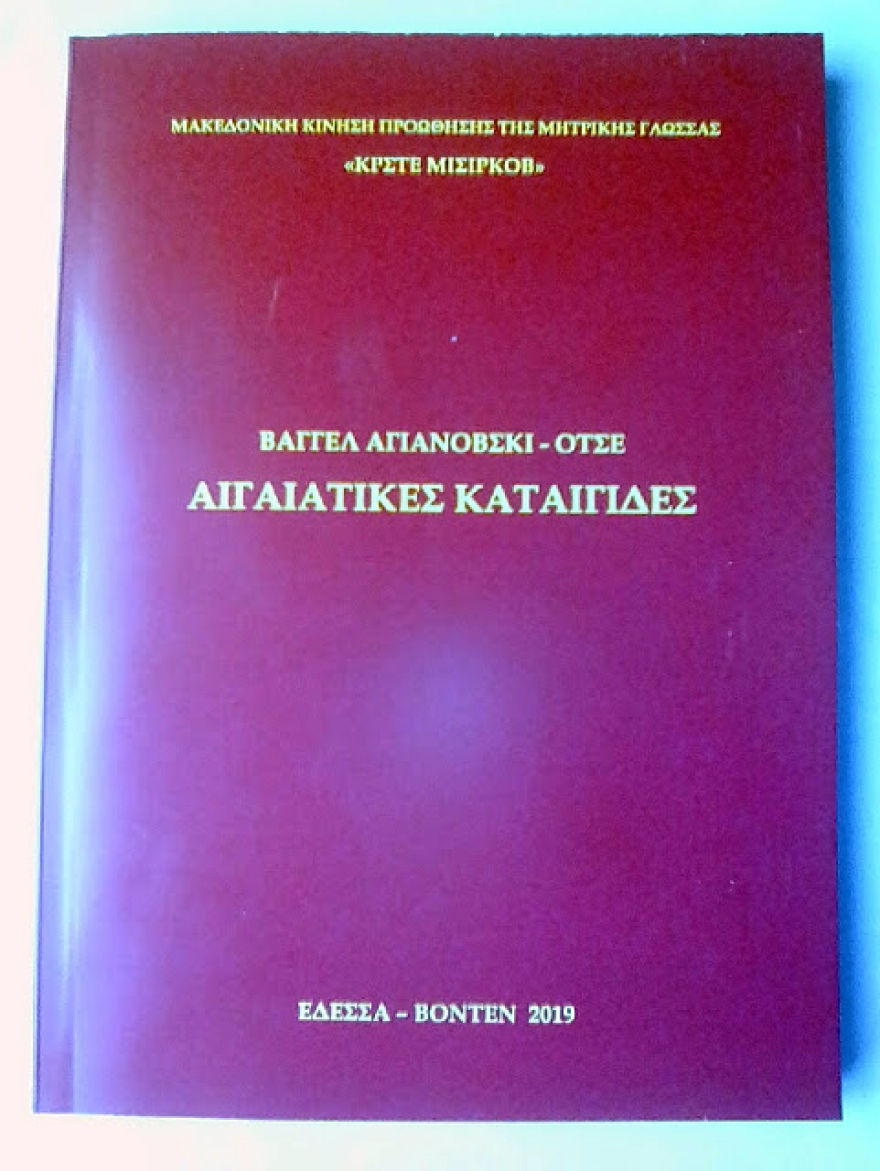 ΜΑΚΕΔΟΝΙΚΗ ΚΙΝΗΣΗ ΠΡΟΩΘΗΣΗΣ ΤΗΣ ΜΗΤΡΙΚΗΣ ΓΛΩΣΣΑΣ
«ΚΡΣΤΕ ΜΙΣΙΡΚΟΒ»
ΒΑΓΓΕΛ ΑΓΙΑΝΟΒΣΚΙ - ΟΤΣΕ
ΑΙΓΑΙΑΤΙΚΕΣ ΚΑΤΑΙΓΙΔΕΣ
ΕΔΕΣΣΑ – ΒΟΝΤΕΝ 2019